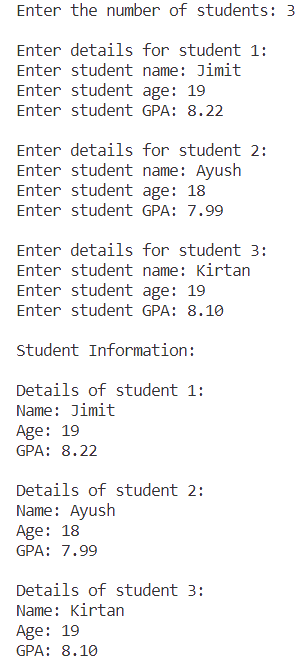 Enter the number of students: 3
Enter details for student 1:
Enter student name: Jimit
Enter student age: 19
Enter student GPA: 8.22
Enter details for student 2:
Enter student name: Ayush
Enter student age: 18
Enter student GPA: 7.99
Enter details for student 3:
Enter student name: Kirtan
Enter student age: 19
Enter student GPA: 8.10
Student Information:
Details of student 1:
Name: Jimit
Age: 19
GPA: 8.22
Details of student 2:
Name: Ayush
Age: 18
GPA: 7.99
Details of student 3:
Name: Kirtan
Age: 19
GPA: 8.10